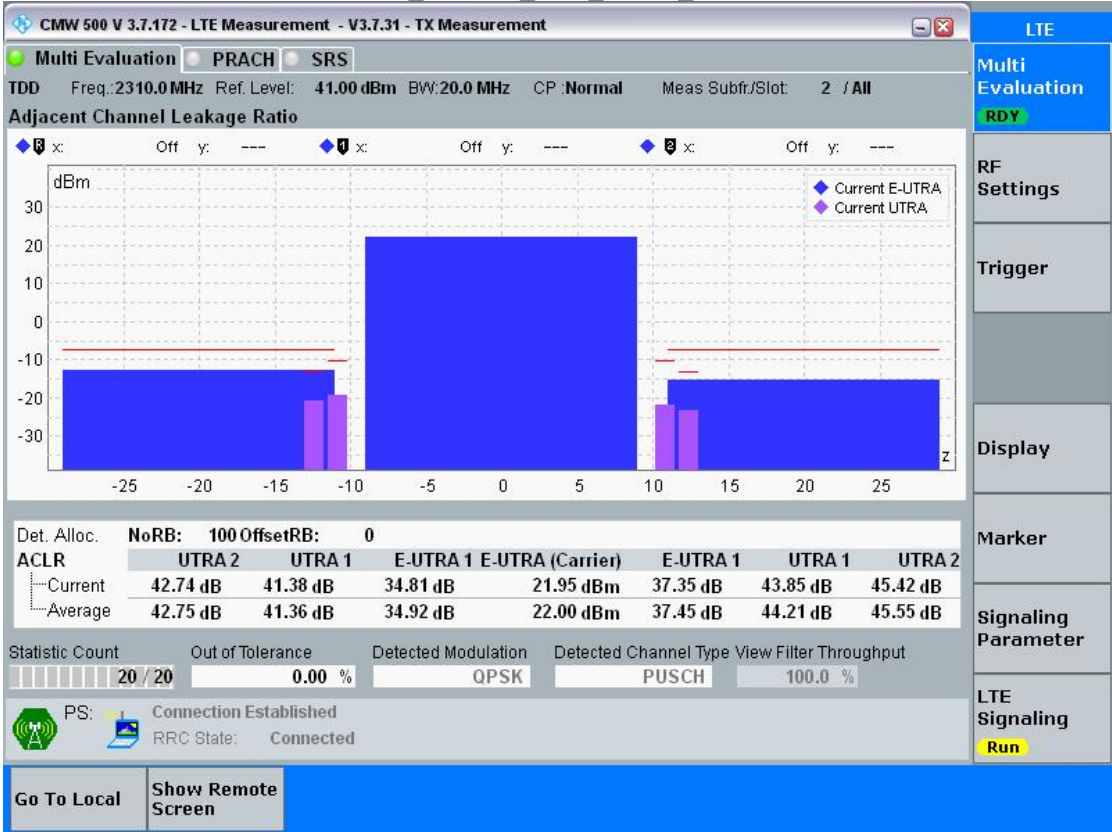 CMW 500 V 3.7.172 - LTE Measurement - V3.7.31 - TX Measurement
LTE
Multi Evaluation PRACH SRS
TDD Freq.:2310.0 MHz Ref. Level: 41.00 dBm BW:20.0 MHz CP :Normal Meas Subfr./Slot: 2 / All
Adjacent Channel Leakage Ratio
R x: Off y: --- 1 x: Off y: --- 2 x: Off y: ---
dBm
Current E-UTRA
Current UTRA
30
20
10
0
-10
-20
-30
z
-25 -20 -15 -10 -5 0 5 10 15 20 25
Det. Alloc. NoRB: 100 OffsetRB: 0
ACLR UTRA 2 UTRA 1 E-UTRA 1 E-UTRA (Carrier) E-UTRA 1 UTRA 1 UTRA 2
Current 42.74 dB 41.38 dB 34.81 dB 21.95 dBm 37.35 dB 43.85 dB 45.42 dB
Average 42.75 dB 41.36 dB 34.92 dB 22.00 dBm 37.45 dB 44.21 dB 45.55 dB
Statistic Count Out of Tolerance Detected Modulation Detected Channel Type View Filter Throughput
20 / 20 0.00 % QPSK PUSCH 100.0 %
PS: Connection Established
RRC State: Connected
Multi
Evaluation
RDY
RF
Settings
Trigger
Display
Marker
Signaling
Parameter
LTE
Signaling
Run
Go To Local
Show Remote
Screen